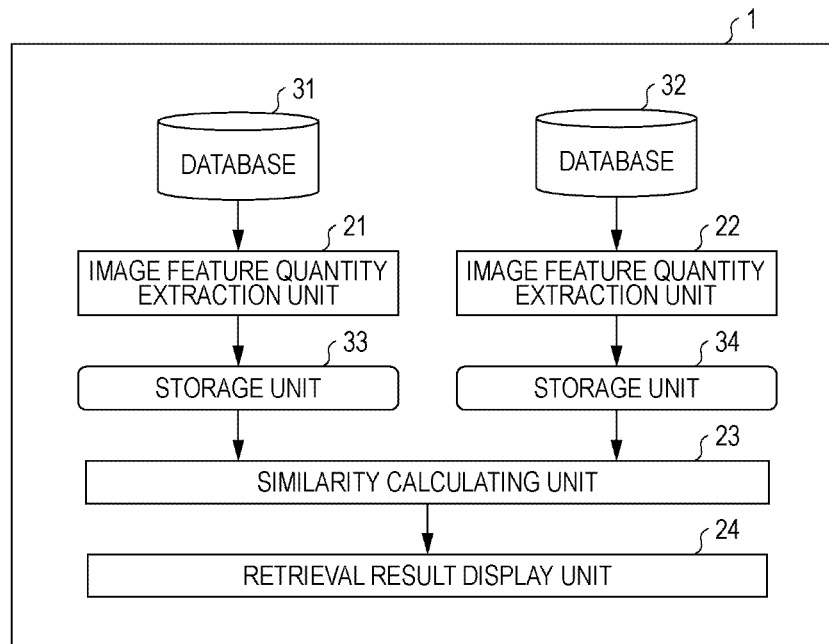 1
31
32
DATABASE
DATABASE
21
22
IMAGE FEATURE QUANTITY
EXTRACTION UNIT
IMAGE FEATURE QUANTITY
EXTRACTION UNIT
33
34
STORAGE UNIT
STORAGE UNIT
23
SIMILARITY CALCULATING UNIT
24
RETRIEVAL RESULT DISPLAY UNIT